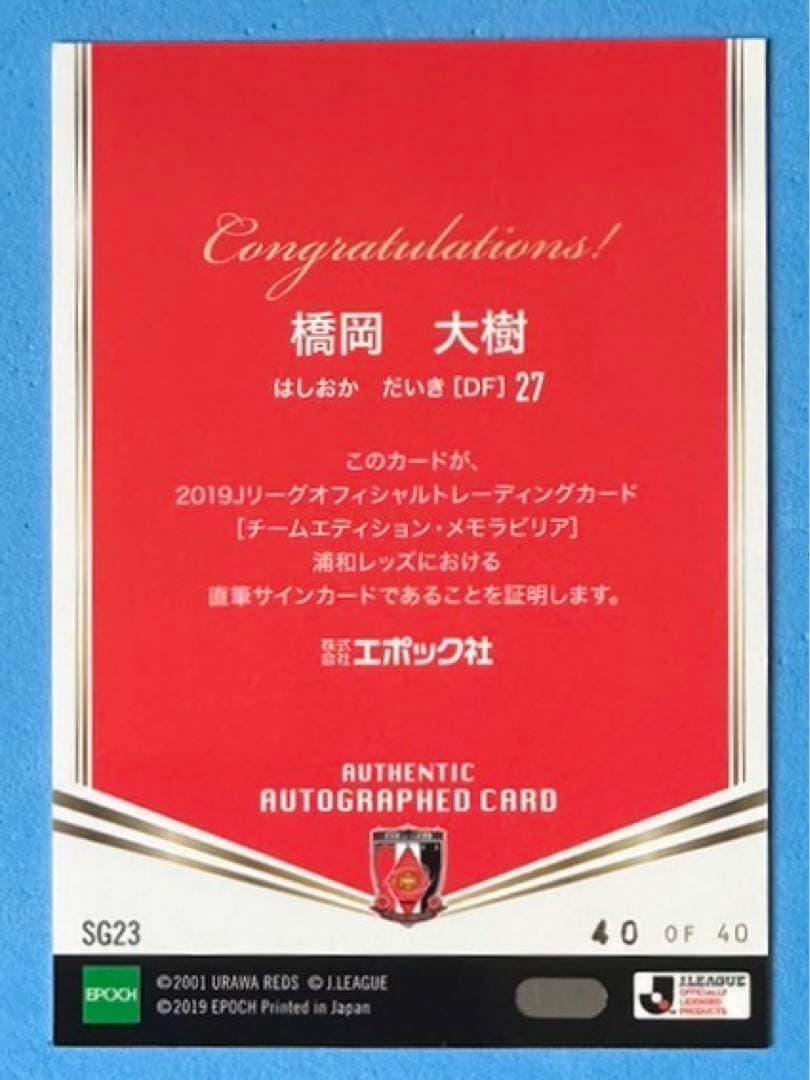 Congratulations!
橋岡　大樹
はしおか　だいき [DF] 27
このカードが、
2019Jリーグオフィシャルトレーディングカード
[チームエディション・メモラビリア]
浦和レッズにおける
直筆サインカードであることを証明します。
株式会社エポック社
AUTHENTIC
AUTOGRAPHED CARD
SG23
40 OF 40
EPOCH
©2001 URAWA REDS ©J.LEAGUE
©2019 EPOCH Printed in Japan
J.LEAGUE
OFFICIALLY
LICENSED
PRODUCTS